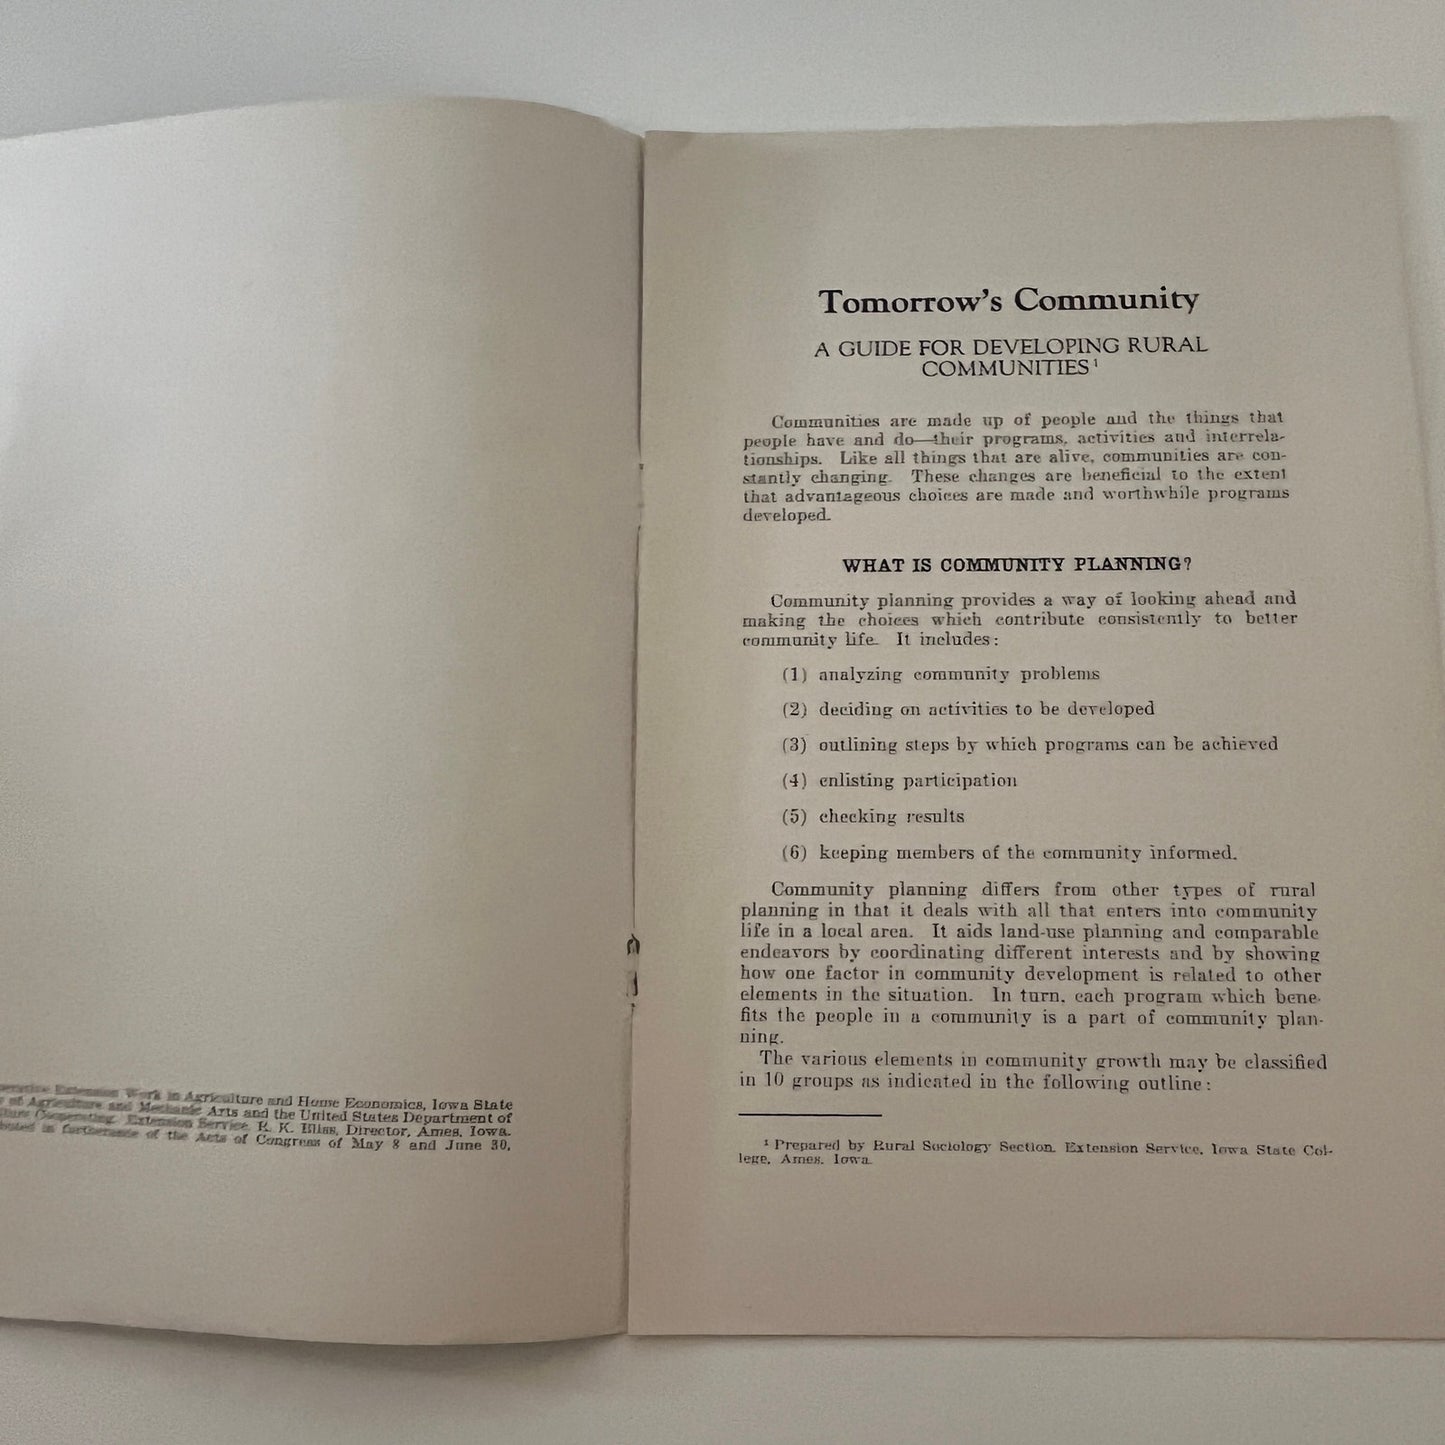 Extension Work in Agriculture and Home Economics, Iowa State
of Agriculture and Mechanic Arts and the United States Department of
Cooperating. Extension Service, R. K. Bliss, Director, Ames, Iowa.
in furtherance of the Acts of Congress of May 8 and June 30,
Tomorrow's Community
A GUIDE FOR DEVELOPING RURAL
COMMUNITIES¹
Communities are made up of people and the things that
people have and do—their programs, activities and interrela-
tionships. Like all things that are alive, communities are con-
stantly changing. These changes are beneficial to the extent
that advantageous choices are made and worthwhile programs
developed.
WHAT IS COMMUNITY PLANNING?
Community planning provides a way of looking ahead and
making the choices which contribute consistently to better
community life. It includes:
(1) analyzing community problems
(2) deciding on activities to be developed
(3) outlining steps by which programs can be achieved
(4) enlisting participation
(5) checking results
(6) keeping members of the community informed.
Community planning differs from other types of rural
planning in that it deals with all that enters into community
life in a local area. It aids land-use planning and comparable
endeavors by coordinating different interests and by showing
how one factor in community development is related to other
elements in the situation. In turn, each program which bene-
fits the people in a community is a part of community plan-
ning.
The various elements in community growth may be classified
in 10 groups as indicated in the following outline:
¹ Prepared by Rural Sociology Section, Extension Service, Iowa State Col-
lege, Ames, Iowa.